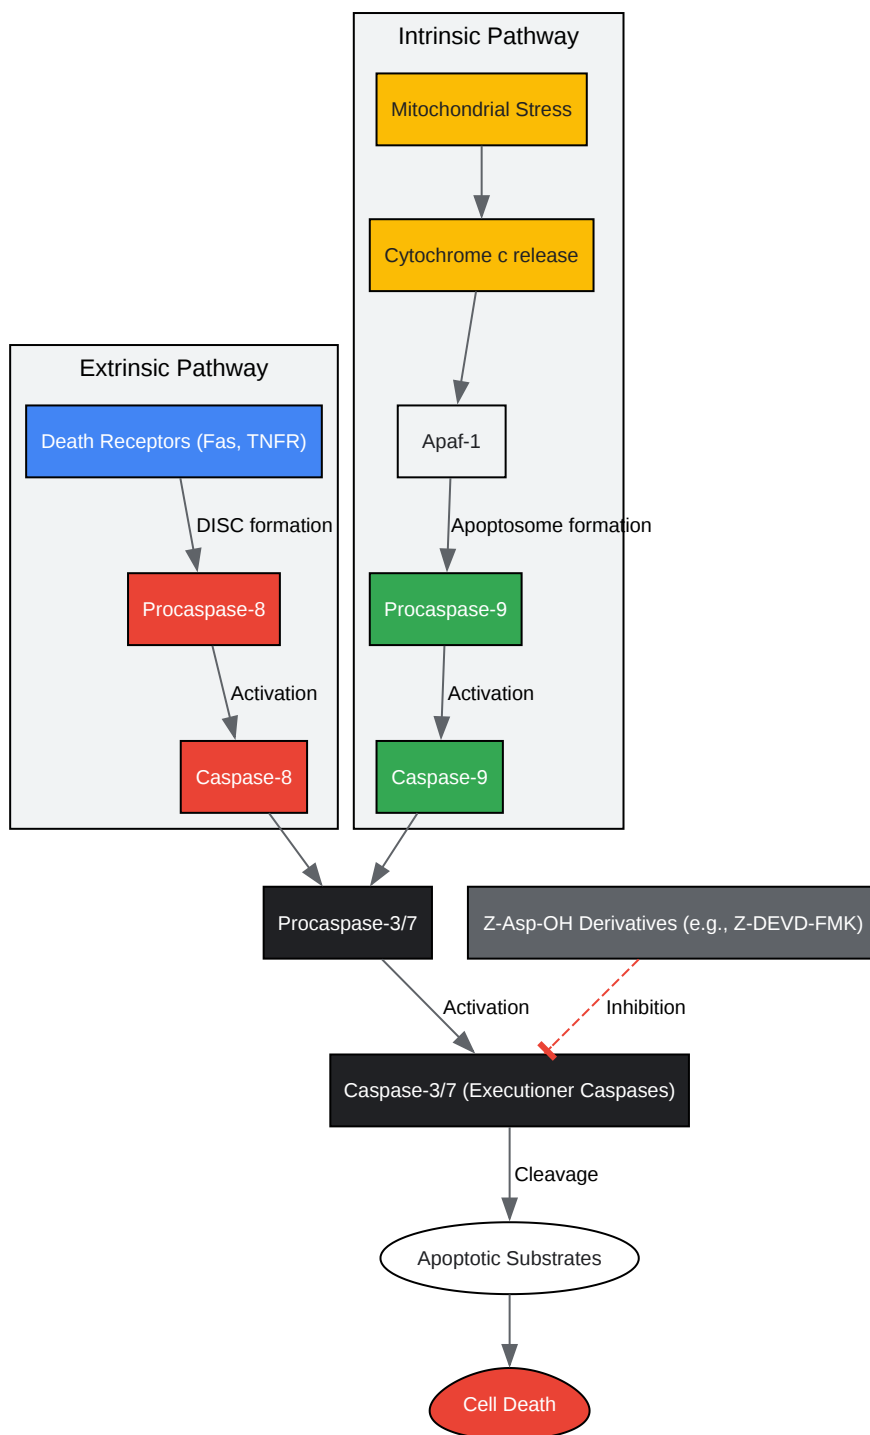 Intrinsic Pathway
Mitochondrial Stress
Cytochrome c release
Extrinsic Pathway
Death Receptors (Fas, TNFR)
Apaf-1
DISC formation
Apoptosome formation
Procaspase-8
Procaspase-9
Activation
Activation
Caspase-8
Caspase-9
Procaspase-3/7
Z-Asp-OH Derivatives (e.g., Z-DEVD-FMK)
Activation
Inhibition
Caspase-3/7 (Executioner Caspases)
Cleavage
Apoptotic Substrates
Cell Death